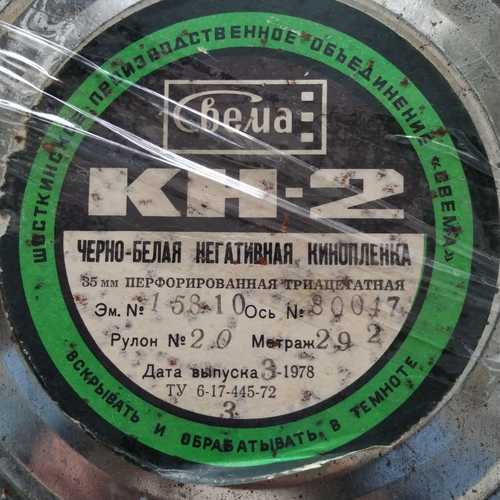 ШОСТКИНСКОЕ ПРОИЗВОДСТВЕННОЕ ОБЪЕДИНЕНИЕ «СВЕМА»
Свема
КН-2
ЧЕРНО-БЕЛАЯ НЕГАТИВНАЯ КИНОПЛЕНКА
35 мм ПЕРФОРИРОВАННАЯ ТРИАЦЕТАТНАЯ
Эм. № 15810 Ось № 80047
Рулон № 20 Метраж 292
Дата выпуска 3-1978
ТУ 6-17-445-72
3
ВСКРЫВАТЬ И ОБРАБАТЫВАТЬ В ТЕМНОТЕ